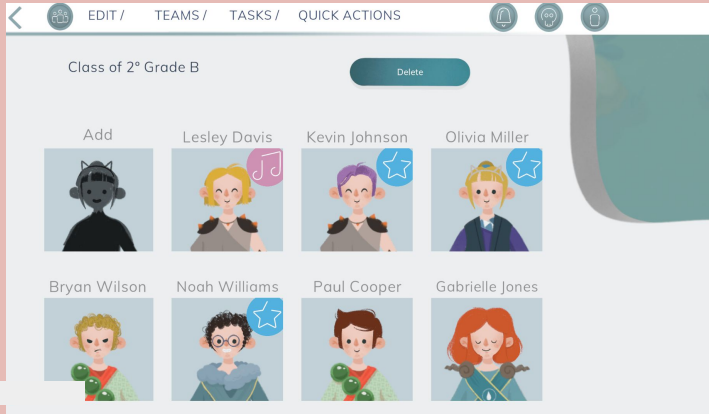 EDIT / TEAMS / TASKS / QUICK ACTIONS
Class of 2º Grade B
Delete
Add Lesley Davis Kevin Johnson Olivia Miller
Bryan Wilson Noah Williams Paul Cooper Gabrielle Jones